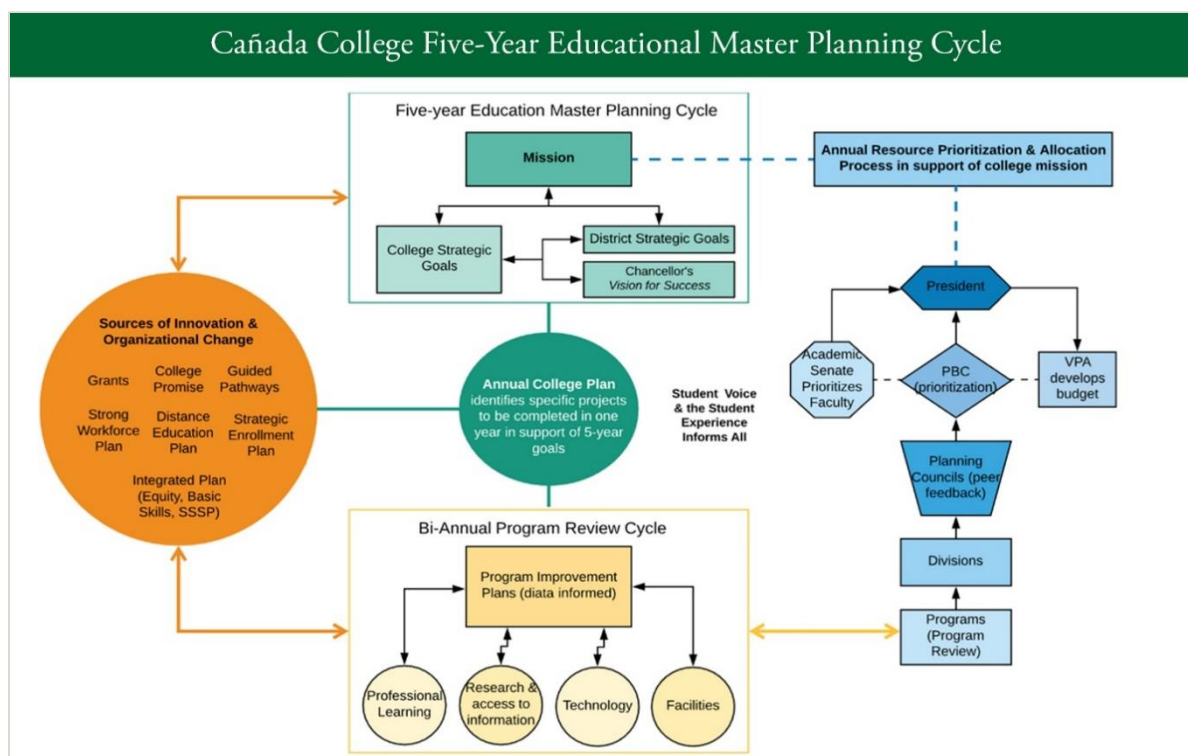 Cañada College Five-Year Educational Master Planning Cycle
Five-year Education Master Planning Cycle
Mission
College Strategic
Goals
District Strategic Goals
Chancellor's
Vision for Success
Annual Resource Prioritization & Allocation
Process in support of college mission
President
Academic
Senate
Prioritizes
Faculty
PBC
(prioritization)
VPA
develops
budget
Planning
Councils (peer
feedback)
Divisions
Programs
(Program
Review)
Sources of Innovation &
Organizational Change
Grants
College
Promise
Guided
Pathways
Strong
Workforce
Plan
Distance
Education
Plan
Strategic
Enrollment
Plan
Integrated Plan
(Equity, Basic
Skills, SSSP)
Annual College Plan
identifies specific projects
to be completed in one
year in support of 5-year
goals
Student Voice
& the Student
Experience
Informs All
Bi-Annual Program Review Cycle
Program Improvement
Plans (diata informed)
Professional
Learning
Research &
access to
information
Technology
Facilities